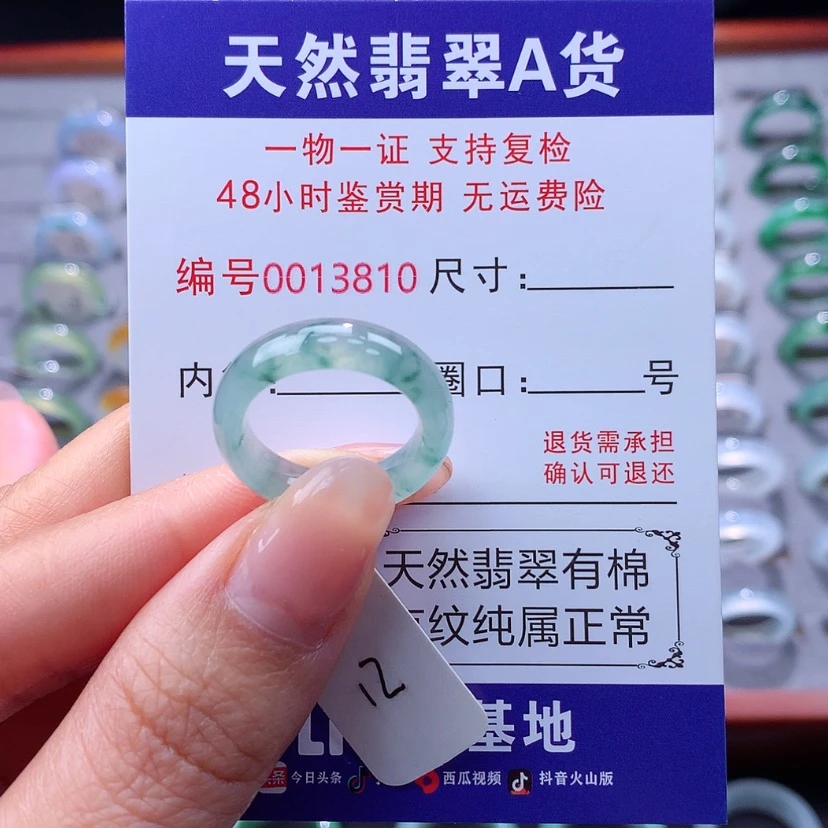 天然翡翠A货
一物一证 支持复检
48小时鉴赏期 无运费险
编号0013810 尺寸:
内 : 圈口: 号
退货需承担
确认可退还
天然翡翠有棉
纹纯属正常
12
基地
今日头条 西瓜视频 抖音火山版